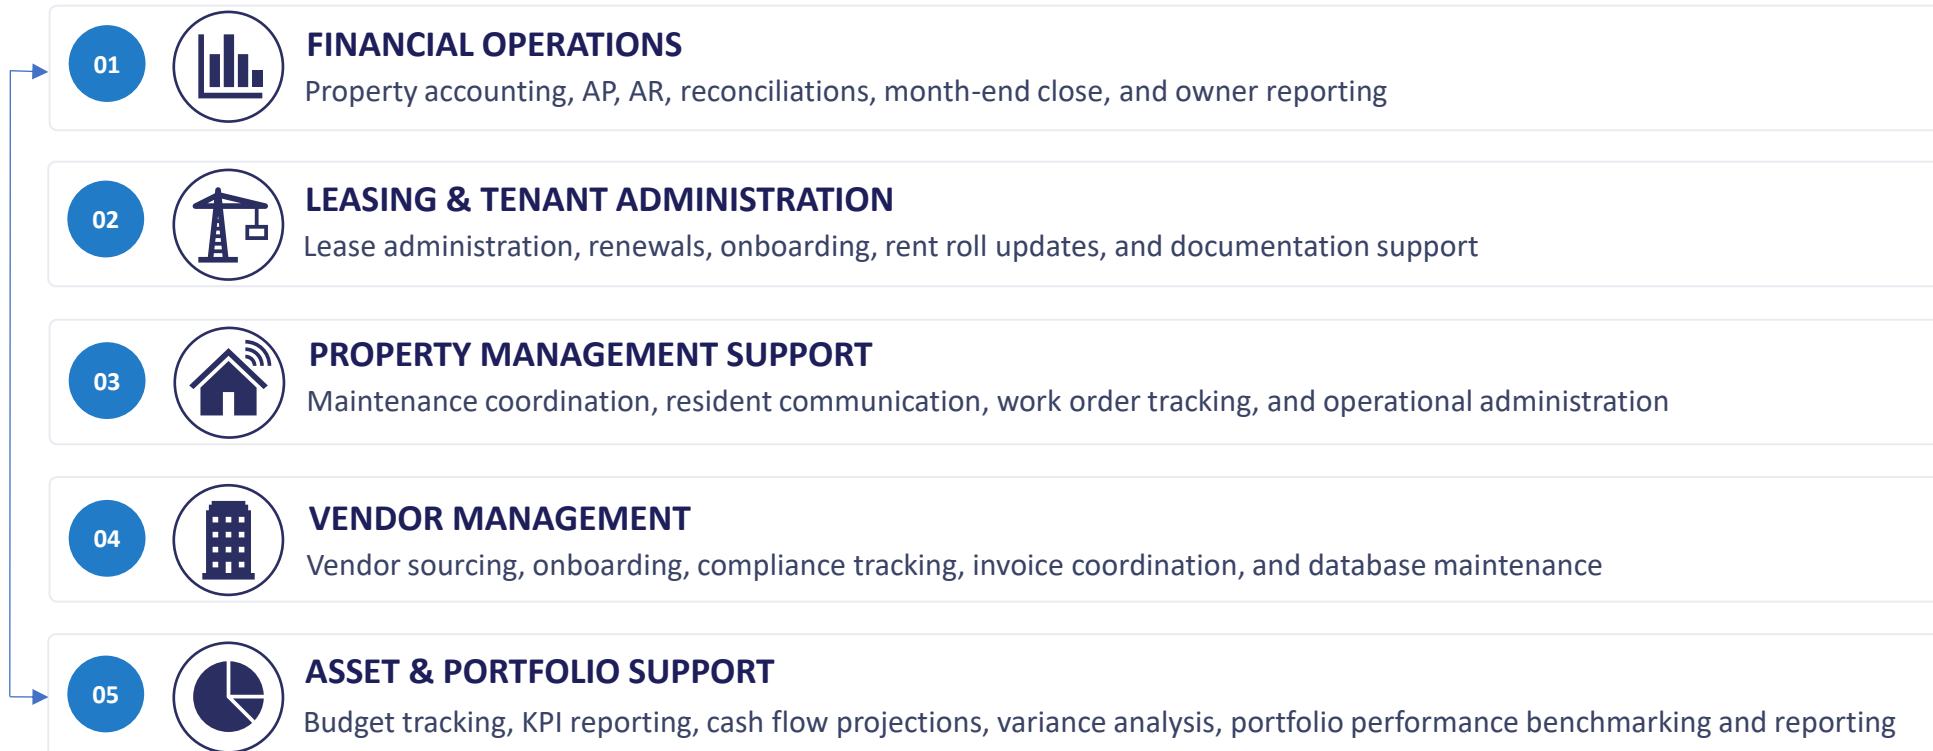 01
FINANCIAL OPERATIONS
Property accounting, AP, AR, reconciliations, month-end close, and owner reporting
02
LEASING & TENANT ADMINISTRATION
Lease administration, renewals, onboarding, rent roll updates, and documentation support
03
PROPERTY MANAGEMENT SUPPORT
Maintenance coordination, resident communication, work order tracking, and operational administration
04
VENDOR MANAGEMENT
Vendor sourcing, onboarding, compliance tracking, invoice coordination, and database maintenance
05
ASSET & PORTFOLIO SUPPORT
Budget tracking, KPI reporting, cash flow projections, variance analysis, portfolio performance benchmarking and reporting